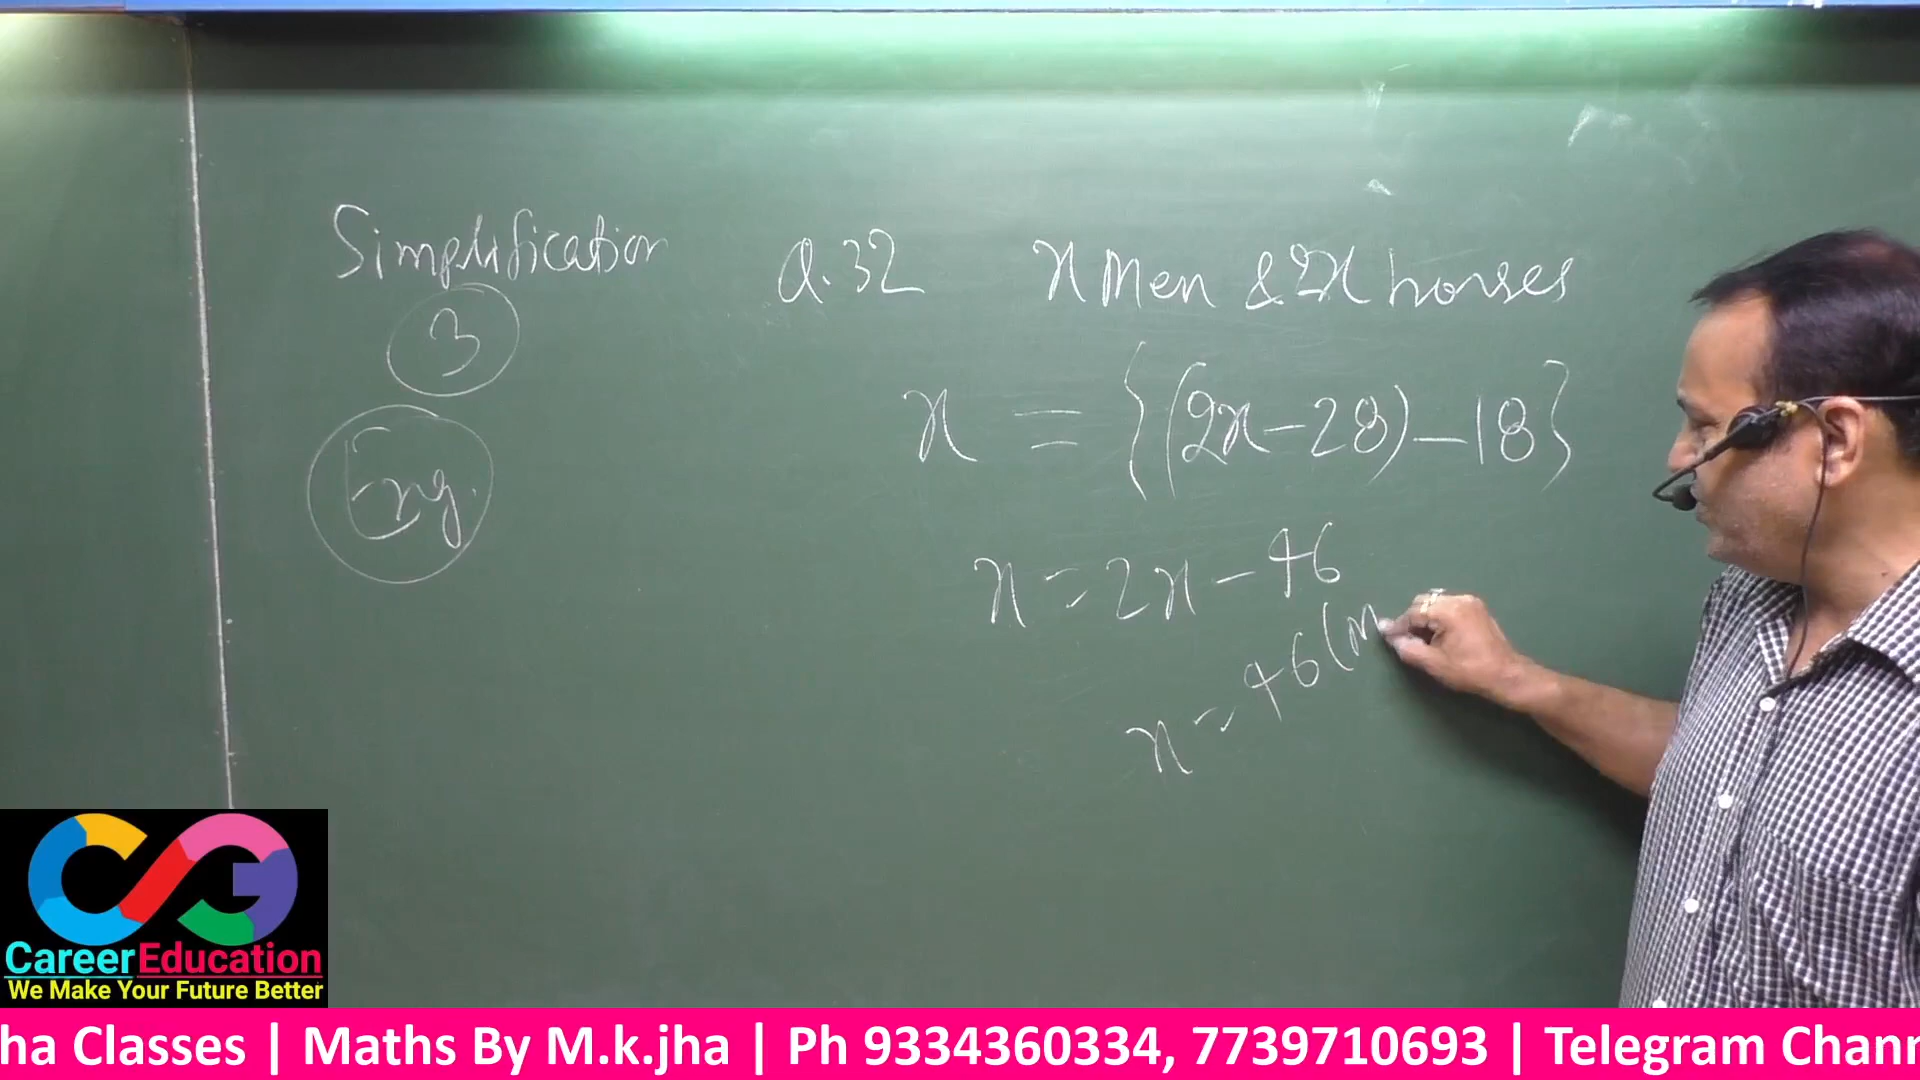 Simplification
3
Eng.
Q.32 x Men & 2x horses
x = {(2x-28)-18}
x = 2x - 46
x = 46 (M
CareerEducation
We Make Your Future Better
ha Classes | Maths By M.k.jha | Ph 9334360334, 7739710693 | Telegram Chann